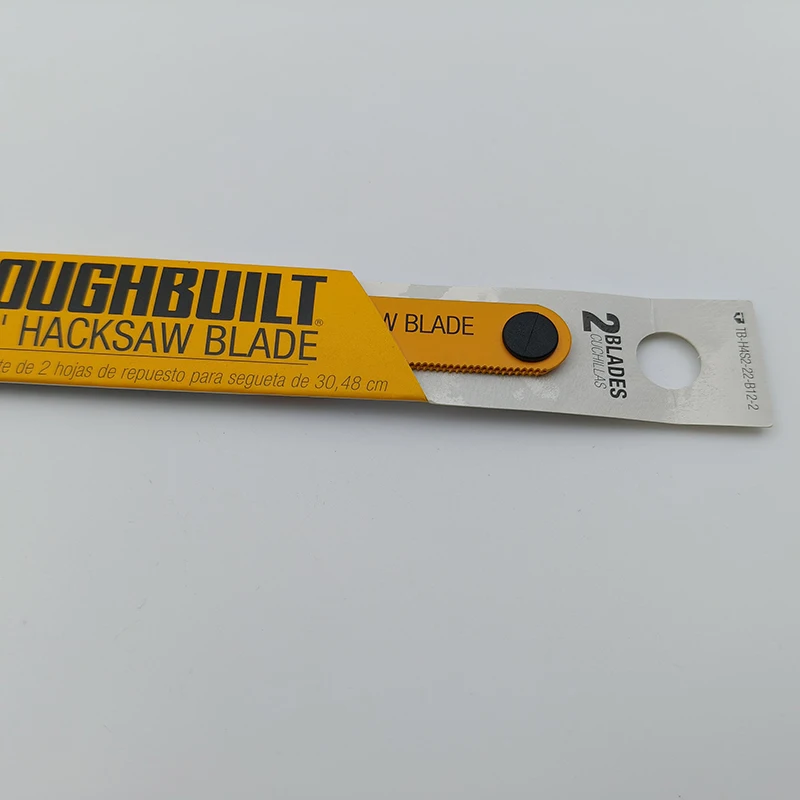 OUGHBUILT®
" HACKSAW BLADE
te de 2 hojas de repuesto para segueta de 30,48 cm
W BLADE
2 BLADES
CUCHILLAS
TB-H4S2-22-B12-2